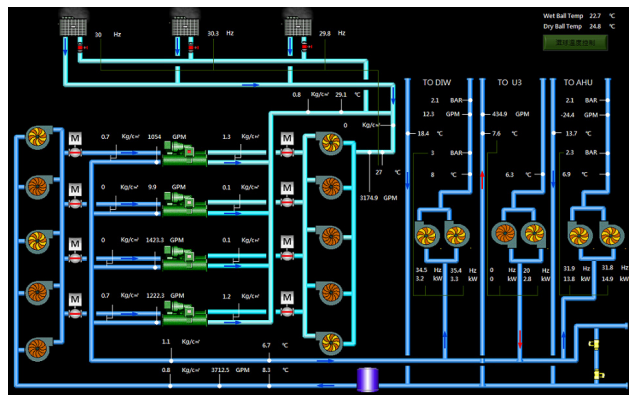 Wet Ball Temp 22.7 ℃
Dry Ball Temp 24.8 ℃
30 Hz 30.3 Hz 29.8 Hz
TO DIW TO U3 TO AHU
0.8 Kg/c㎡ 29.1 ℃
2.1 BAR 2.1 BAR
12.3 GPM -434.9 GPM -24.4 GPM
0 Kg/c㎡
18.4 ℃ 7.6 ℃ 13.7 ℃
0.7 Kg/c㎡ 1054 GPM 1.3 Kg/c㎡
M M
3 BAR 2.3 BAR
27 ℃
8 ℃ 6.3 ℃ 6.9 ℃
0 Kg/c㎡ 9.9 GPM 0.1 Kg/c㎡
M M
3174.9 GPM
0 Kg/c㎡ 1423.3 GPM 0.1 Kg/c㎡
M M
34.5 Hz 35.4 Hz 0 Hz 20 Hz 31.9 Hz 31.8 Hz
3.2 kW 3.3 kW 0 kW 2.8 kW 13.8 kW 14.9 kW
0.7 Kg/c㎡ 1222.3 GPM 1.2 Kg/c㎡
M M
1.1 Kg/c㎡ 6.7 ℃
0.8 Kg/c㎡ 3712.5 GPM 8.3 ℃